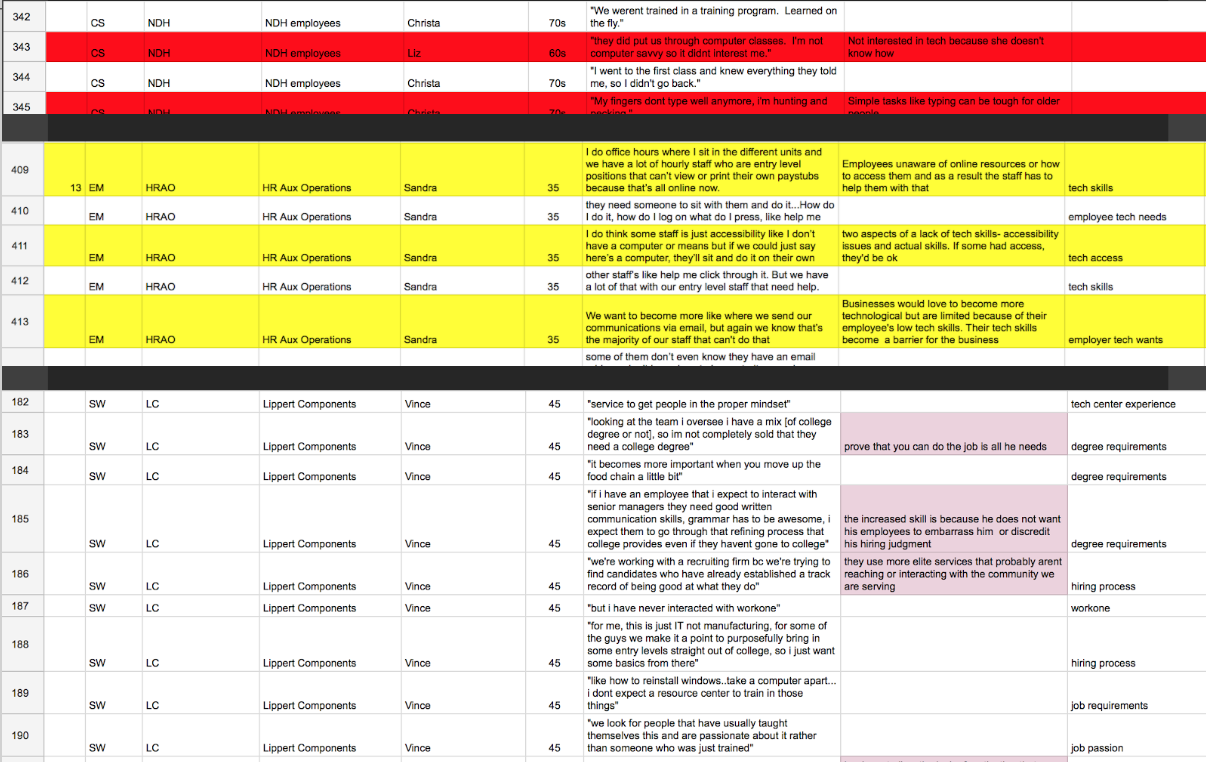 342 CS NDH NDH employees Christa 70s "We werent trained in a training program. Learned on
the fly."
343 CS NDH NDH employees Liz 60s "they did put us through computer classes. I'm not
computer savvy so it didnt interest me." Not interested in tech because she doesn't
know how
344 CS NDH NDH employees Christa 70s "I went to the first class and knew everything they told
me, so I didn't go back."
345 CS NDH NDH employees Christa 70s "My fingers dont type well anymore, i'm hunting and
pecking." Simple tasks like typing can be tough for older
people
409 13 EM HRAO HR Aux Operations Sandra 35 I do office hours where I sit in the different units and
we have a lot of hourly staff who are entry level
positions that can't view or print their own paystubs
because that's all online now. Employees unaware of online resources or how
to access them and as a result the staff has to
help them with that tech skills
410 EM HRAO HR Aux Operations Sandra 35 they need someone to sit with them and do it...How do
I do it, how do I log on what do I press, like help me employee tech needs
411 EM HRAO HR Aux Operations Sandra 35 I do think some staff is just accessibility like I don't
have a computer or means but if we could just say
here's a computer, they'll sit and do it on their own two aspects of a lack of tech skills- accessibility
issues and actual skills. If some had access,
they'd be ok tech access
412 EM HRAO HR Aux Operations Sandra 35 other staff's like help me click through it. But we have
a lot of that with our entry level staff that need help. tech skills
413 EM HRAO HR Aux Operations Sandra 35 We want to become more like where we send our
communications via email, but again we know that's
the majority of our staff that can't do that Businesses would love to become more
technological but are limited because of their
employee's low tech skills. Their tech skills
become a barrier for the business employer tech wants
some of them don't even know they have an email
182 SW LC Lippert Components Vince 45 "service to get people in the proper mindset" tech center experience
183 SW LC Lippert Components Vince 45 "looking at the team i oversee i have a mix [of college
degree or not], so im not completely sold that they
need a college degree" prove that you can do the job is all he needs degree requirements
184 SW LC Lippert Components Vince 45 "it becomes more important when you move up the
food chain a little bit" degree requirements
185 SW LC Lippert Components Vince 45 "if i have an employee that i expect to interact with
senior managers they need good written
communication skills, grammar has to be awesome, i
expect them to go through that refining process that
college provides even if they havent gone to college" the increased skill is because he does not want
his employees to embarrass him or discredit
his hiring judgment degree requirements
186 SW LC Lippert Components Vince 45 "we're working with a recruiting firm bc we're trying to
find candidates who have already established a track
record of being good at what they do" they use more elite services that probably arent
reaching or interacting with the community we
are serving hiring process
187 SW LC Lippert Components Vince 45 "but i have never interacted with workone" workone
188 SW LC Lippert Components Vince 45 "for me, this is just IT not manufacturing, for some of
the guys we make it a point to purposefully bring in
some entry levels straight out of college, so i just want
some basics from there" hiring process
189 SW LC Lippert Components Vince 45 "like how to reinstall windows..take a computer apart...
i dont expect a resource center to train in those
things" job requirements
190 SW LC Lippert Components Vince 45 "we look for people that have usually taught
themselves this and are passionate about it rather
than someone who was just trained" job passion